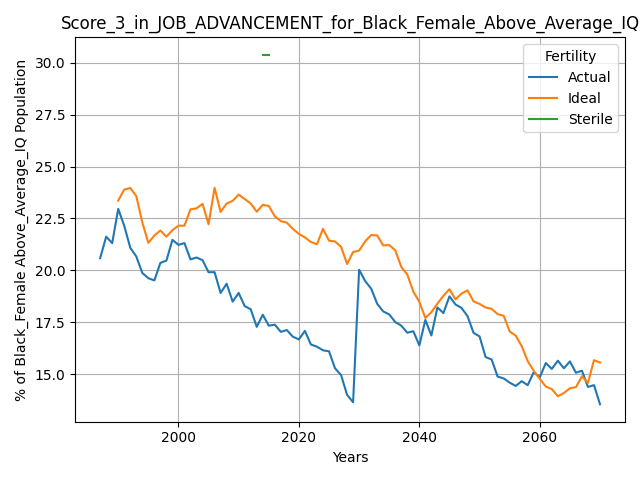 Score_3_in_JOB_ADVANCEMENT_for_Black_Female_Above_Average_IQ
% of Black_Female Above_Average_IQ Population
30.0
27.5
25.0
22.5
20.0
17.5
15.0
Fertility
Actual
Ideal
Sterile
2000
2020
2040
2060
Years